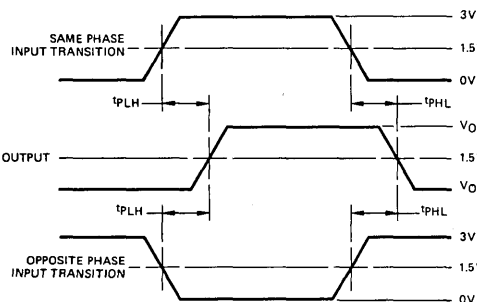 3V
SAME PHASE
INPUT TRANSITION
1.5
0V
tPLH
tPHL
VO
OUTPUT
1.5
VO
tPLH
tPHL
3V
OPPOSITE PHASE
INPUT TRANSITION
1.5
0V